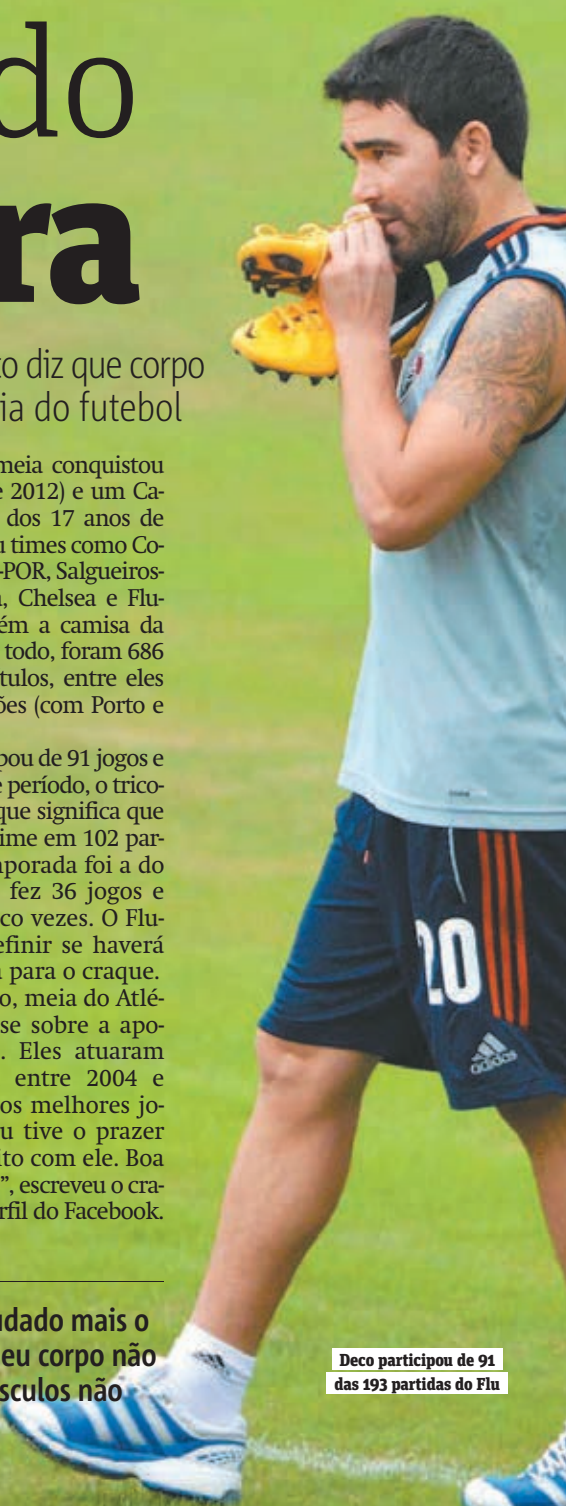 do
ra
co diz que corpo
ia do futebol
meia conquistou
e 2012) e um Ca-
dos 17 anos de
u times como Co-
-POR, Salgueiros-
a, Chelsea e Flu-
ém a camisa da
todo, foram 686
tulos, entre eles
ões (com Porto e
pou de 91 jogos e
e período, o trico-
que significa que
time em 102 par-
mporada foi a do
fez 36 jogos e
co vezes. O Flu-
efinir se haverá
a para o craque.
o, meia do Atlé-
se sobre a apo-
. Eles atuaram
entre 2004 e
os melhores jo-
u tive o prazer
ito com ele. Boa
”, escreveu o cra-
rfil do Facebook.
udado mais o
eu corpo não
sculos não
20
adidas
Deco participou de 91
das 193 partidas do Flu